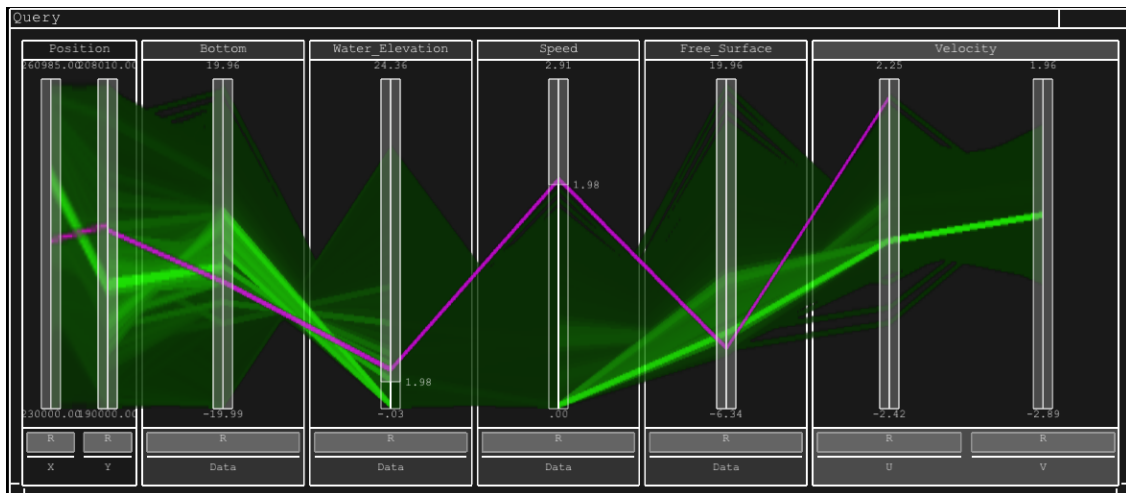 Query
Position Bottom Water_Elevation Speed Free_Surface Velocity
260985.00 208010.00 19.96 24.36 2.91 19.96 2.25 1.96
1.98
1.98
230000.00 190000.00 -19.99 -.03 .00 -6.34 -2.42 -2.89
R R R R R R R R
X Y Data Data Data Data U V